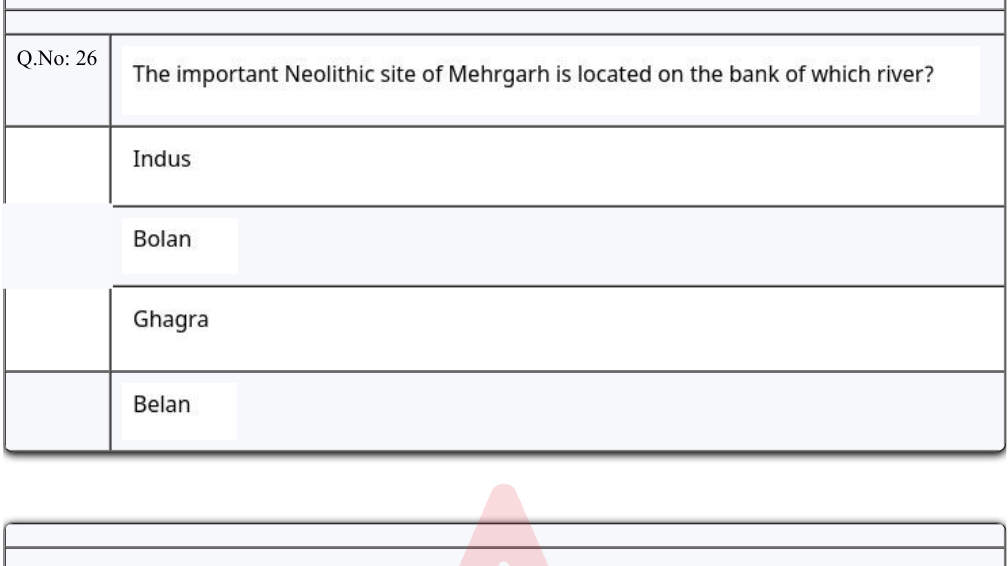 Q.No: 26
The important Neolithic site of Mehrgarh is located on the bank of which river?
Indus
Bolan
Ghagra
Belan